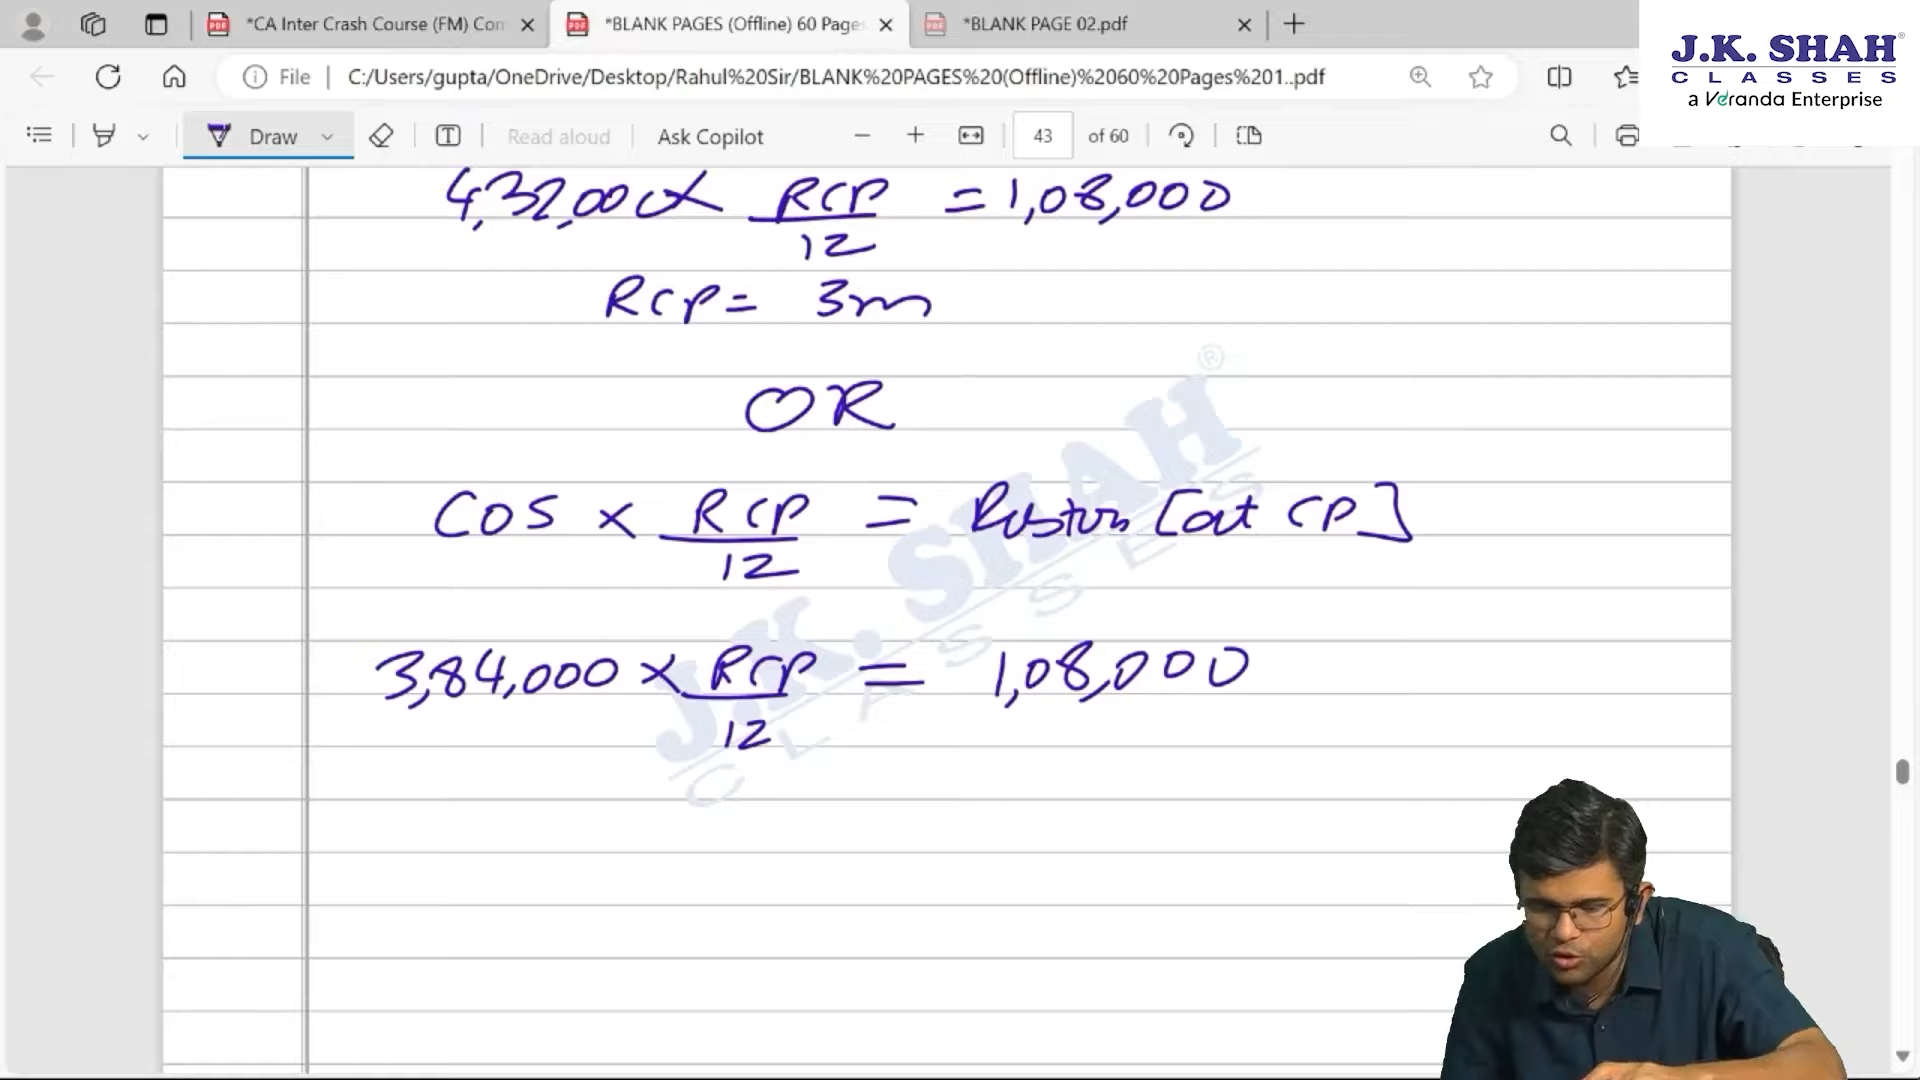 *CA Inter Crash Course (FM) Con
*BLANK PAGES (Offline) 60 Page
*BLANK PAGE 02.pdf
J.K. SHAH®
CLASSES
a Veranda Enterprise
File | C:/Users/gupta/OneDrive/Desktop/Rahul%20Sir/BLANK%20PAGES%20(Offline)%2060%20Pages%201..pdf
Draw
Read aloud
Ask Copilot
43 of 60
4,32,000 × RCP/12 = 1,08,000
RCP = 3m
OR
COS × RCP/12 = [at CP]
3,84,000 × RCP/12 = 1,08,000
J.K. SHAH®
CLASSES